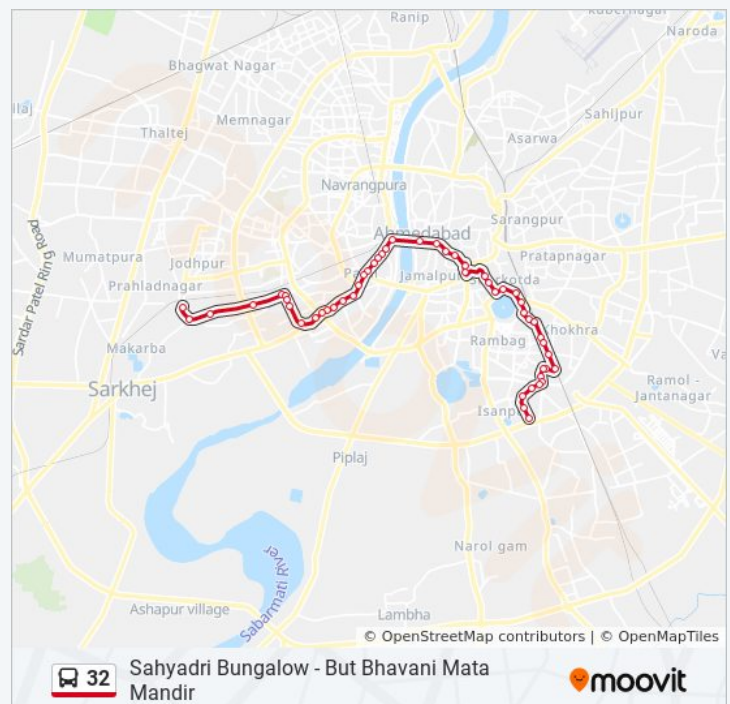 Ranip
Naroda
Bhagwat Nagar
Thaltej
Memnagar
Sahijpur
Asarwa
Navrangpura
Sarangpur
Sardar Patel Ring Road
Ahmedabad
Mumatpura
Jodhpur
Pratapnagar
Prahladnagar
Jamalpur
Khokhra
Makarba
Rambag
Sarkhej
Ramol -
Jantanagar
Piplaj
Narol gam
Sabarmati River
Ashapur village
Lambha
© OpenStreetMap contributors | © OpenMapTiles
32
Sahyadri Bungalow - But Bhavani Mata
Mandir
moovit